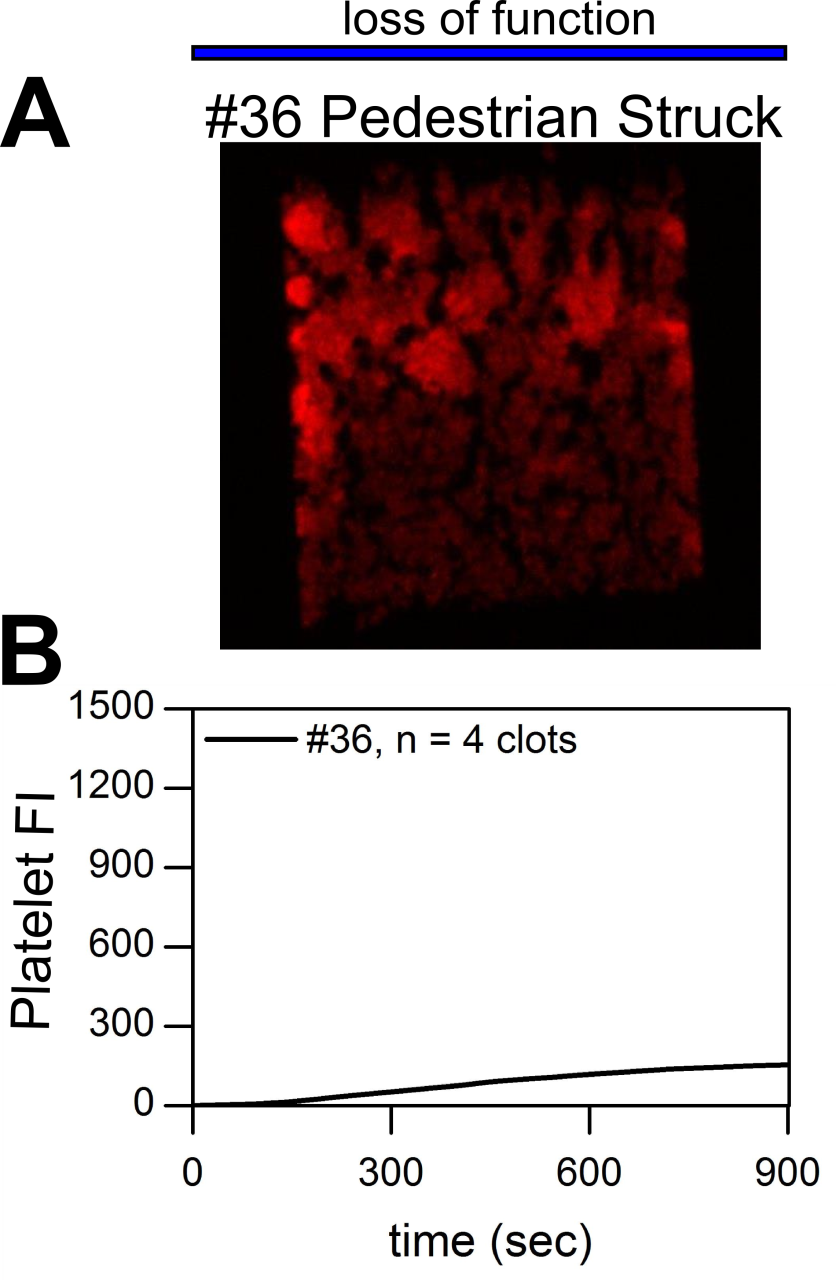 loss of function
A
#36 Pedestrian Struck
B
1500
1200
900
600
300
0
Platelet FI
#36, n = 4 clots
0 300 600 900
time (sec)